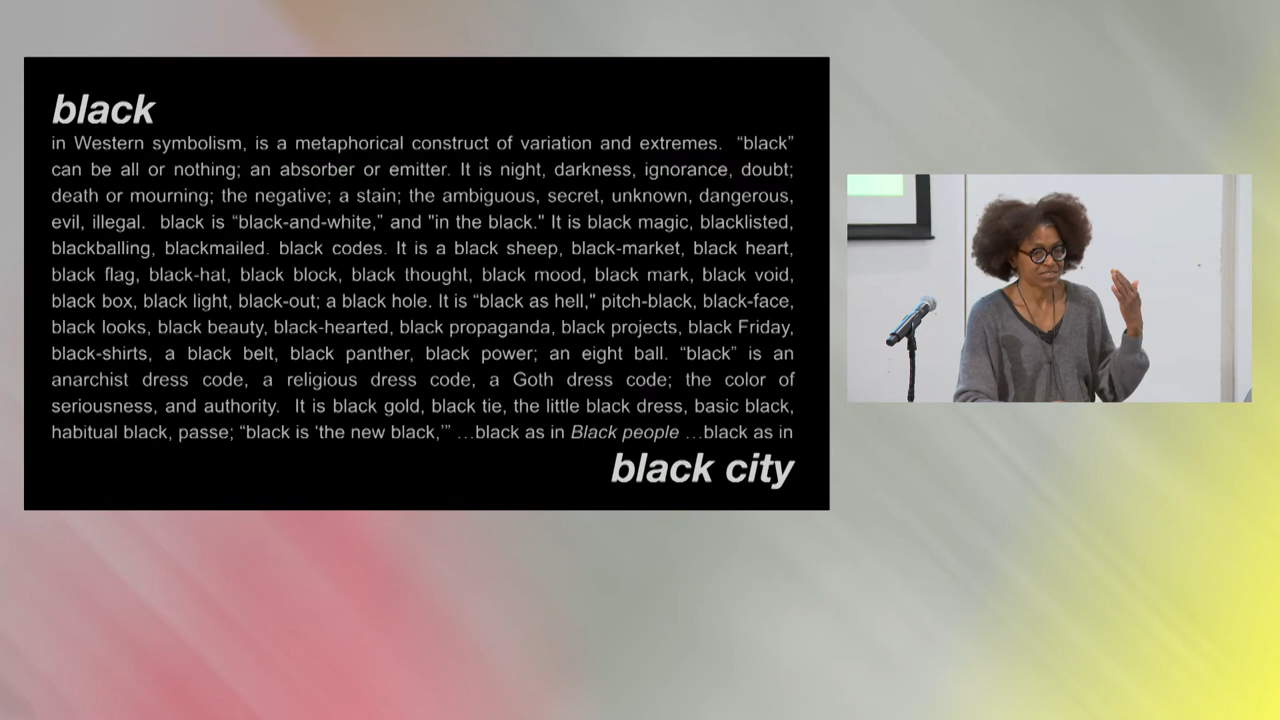 black
in Western symbolism, is a metaphorical construct of variation and extremes.  “black”
can be all or nothing; an absorber or emitter. It is night, darkness, ignorance, doubt;
death or mourning; the negative; a stain; the ambiguous, secret, unknown, dangerous,
evil, illegal.  black is “black-and-white,” and "in the black." It is black magic, blacklisted,
blackballing, blackmailed. black codes. It is a black sheep, black-market, black heart,
black flag, black-hat, black block, black thought, black mood, black mark, black void,
black box, black light, black-out; a black hole. It is “black as hell," pitch-black, black-face,
black looks, black beauty, black-hearted, black propaganda, black projects, black Friday,
black-shirts, a black belt, black panther, black power; an eight ball. “black” is an
anarchist dress code, a religious dress code, a Goth dress code; the color of
seriousness, and authority.  It is black gold, black tie, the little black dress, basic black,
habitual black, passe; “black is ‘the new black,’” …black as in Black people …black as in
black city